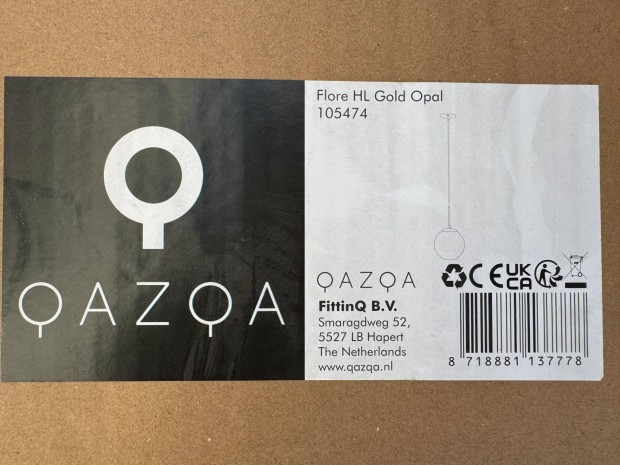 QAZQA
Flore HL Gold Opal
105474
QAZQA
FittinQ B.V.
Smaragdweg 52,
5527 LB Hapert
The Netherlands
www.qazqa.nl
CE UK CA
8 718881 137778